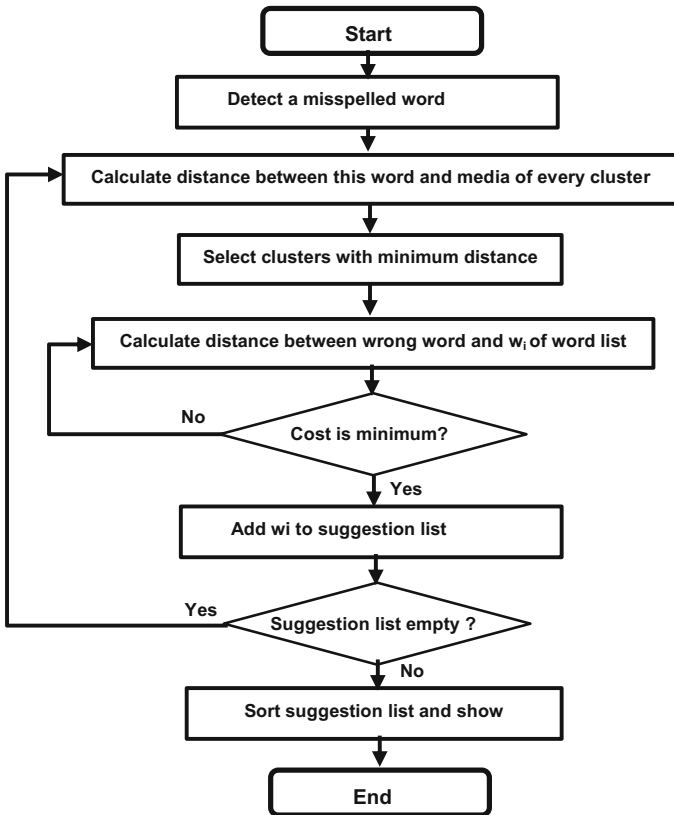 Start
Detect a misspelled word
Calculate distance between this word and media of every cluster
Select clusters with minimum distance
Calculate distance between wrong word and wᵢ of word list
No
Cost is minimum?
Yes
Add wi to suggestion list
Yes
Suggestion list empty ?
No
Sort suggestion list and show
End